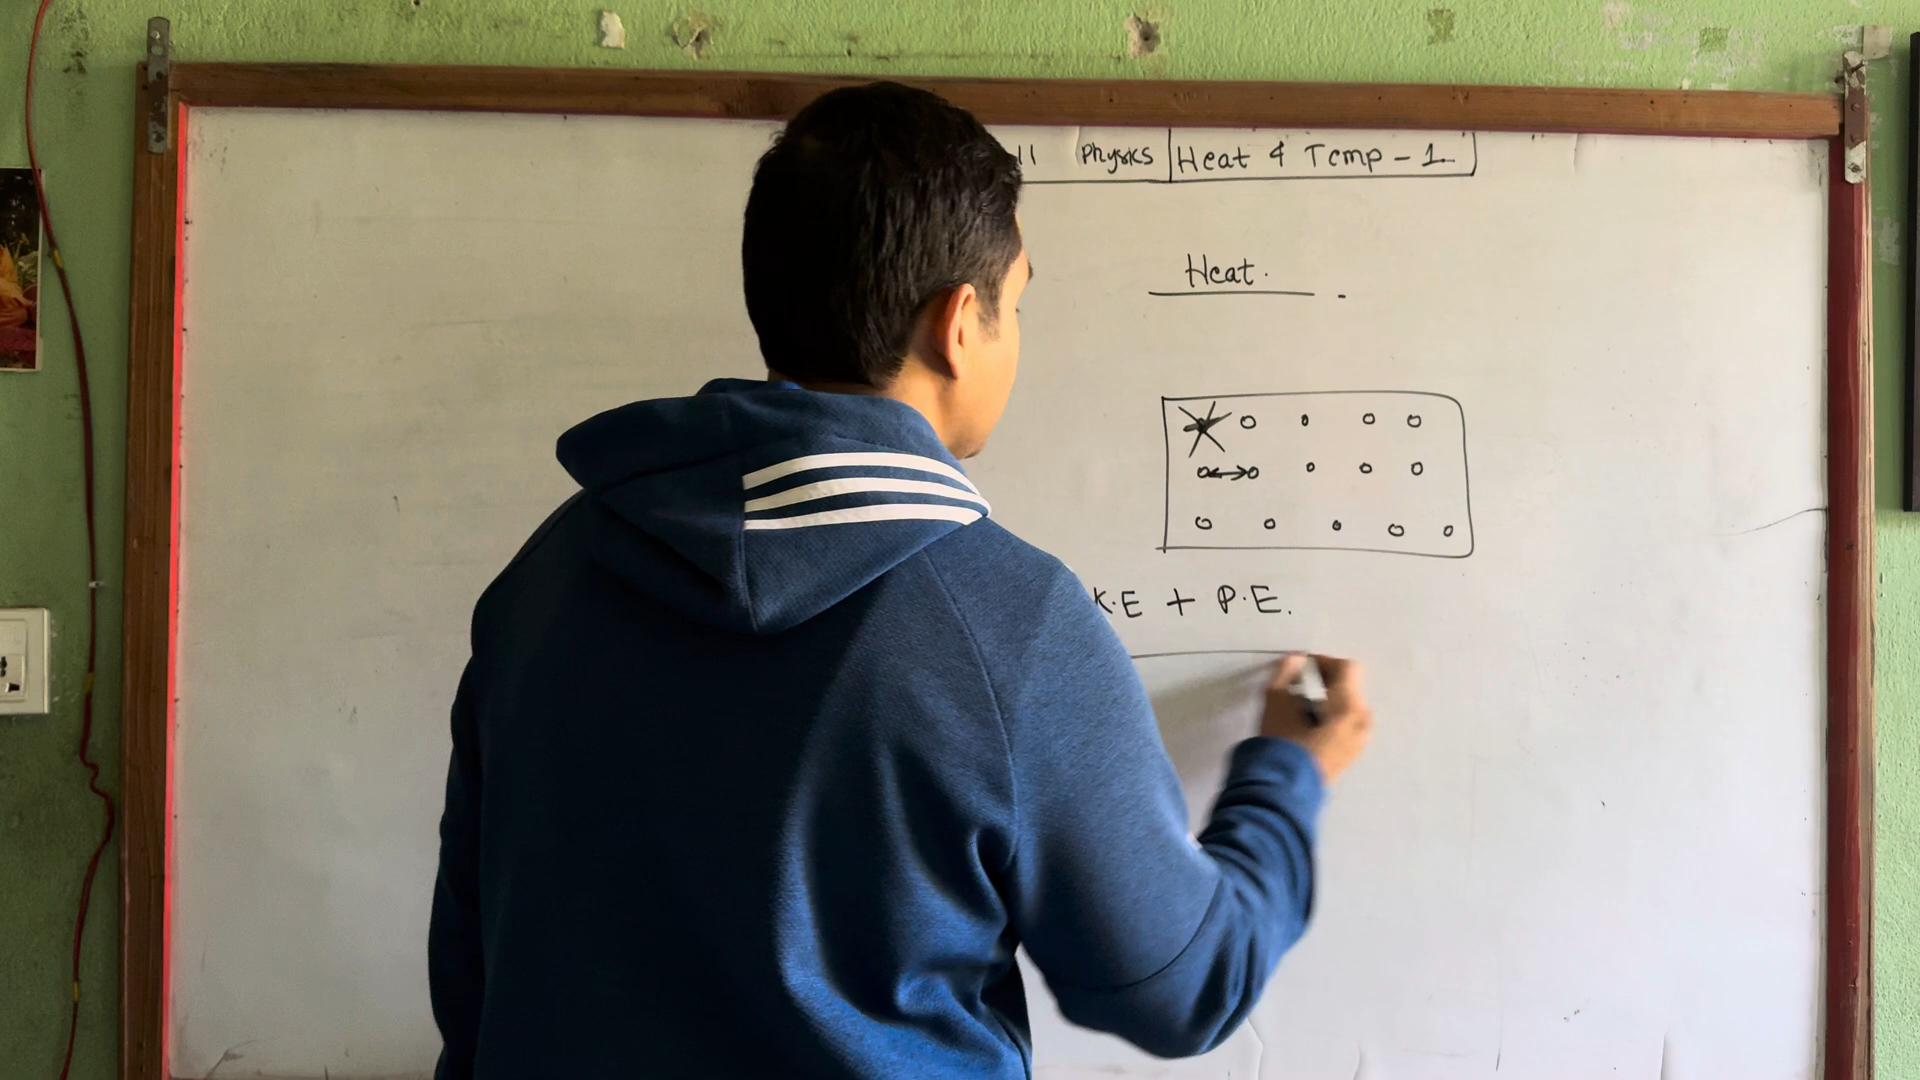 11 Physics Heat & Temp - 1
Heat.
K.E + P.E.